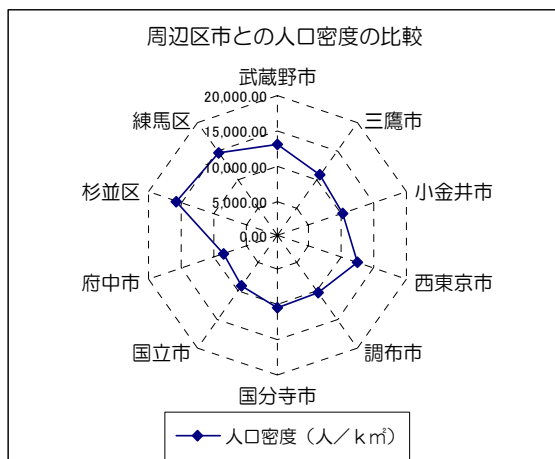 周辺区市との人口密度の比較
武蔵野市
20,000.00
練馬区
三鷹市
15,000.00
杉並区
10,000.00
小金井市
5,000.00
0.00
府中市
西東京市
国立市
調布市
国分寺市
人口密度（人／ｋ㎡）